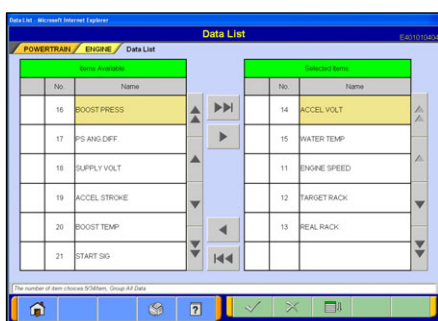 Data List - Microsoft Internet Explorer
Data List
E401010404
POWERTRAIN ENGINE Data List
Items Available
No. Name
16 BOOST PRESS
17 PS ANG.DIFF.
18 SUPPLY VOLT
19 ACCEL STROKE
20 BOOST TEMP
21 START SIG
Selected Items
No. Name
14 ACCEL VOLT
15 WATER TEMP
11 ENGINE SPEED
12 TARGET RACK
13 REAL RACK
The number of item choices 5/34Item, Group:All Data
?